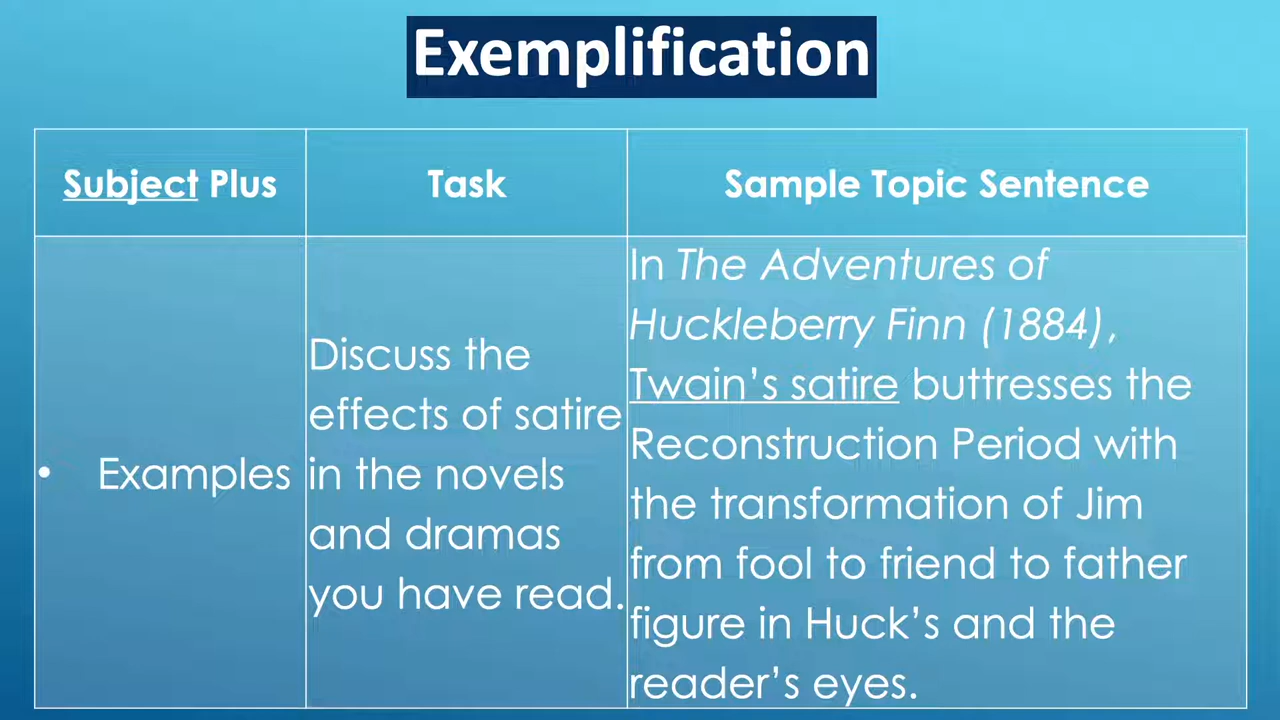 Exemplification
Subject Plus
Task
Sample Topic Sentence
• Examples
Discuss the
effects of satire
in the novels
and dramas
you have read.
In The Adventures of
Huckleberry Finn (1884),
Twain’s satire buttresses the
Reconstruction Period with
the transformation of Jim
from fool to friend to father
figure in Huck’s and the
reader’s eyes.